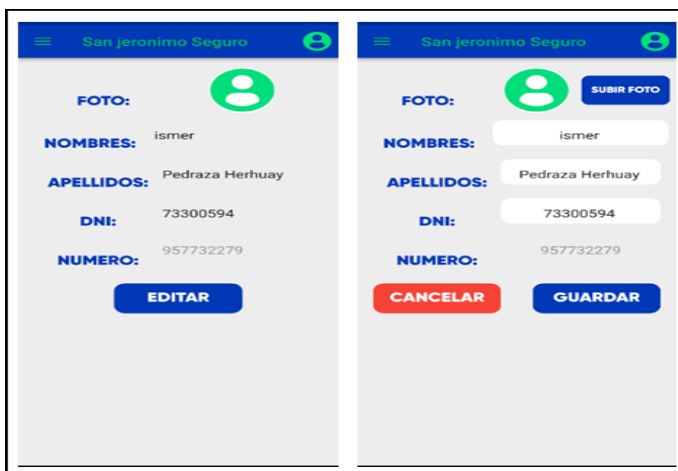 San jeronimo Seguro
FOTO:
NOMBRES: ismer
APELLIDOS: Pedraza Herhuay
DNI: 73300594
NUMERO: 957732279
EDITAR
San jeronimo Seguro
FOTO: SUBIR FOTO
NOMBRES: ismer
APELLIDOS: Pedraza Herhuay
DNI: 73300594
NUMERO: 957732279
CANCELAR GUARDAR